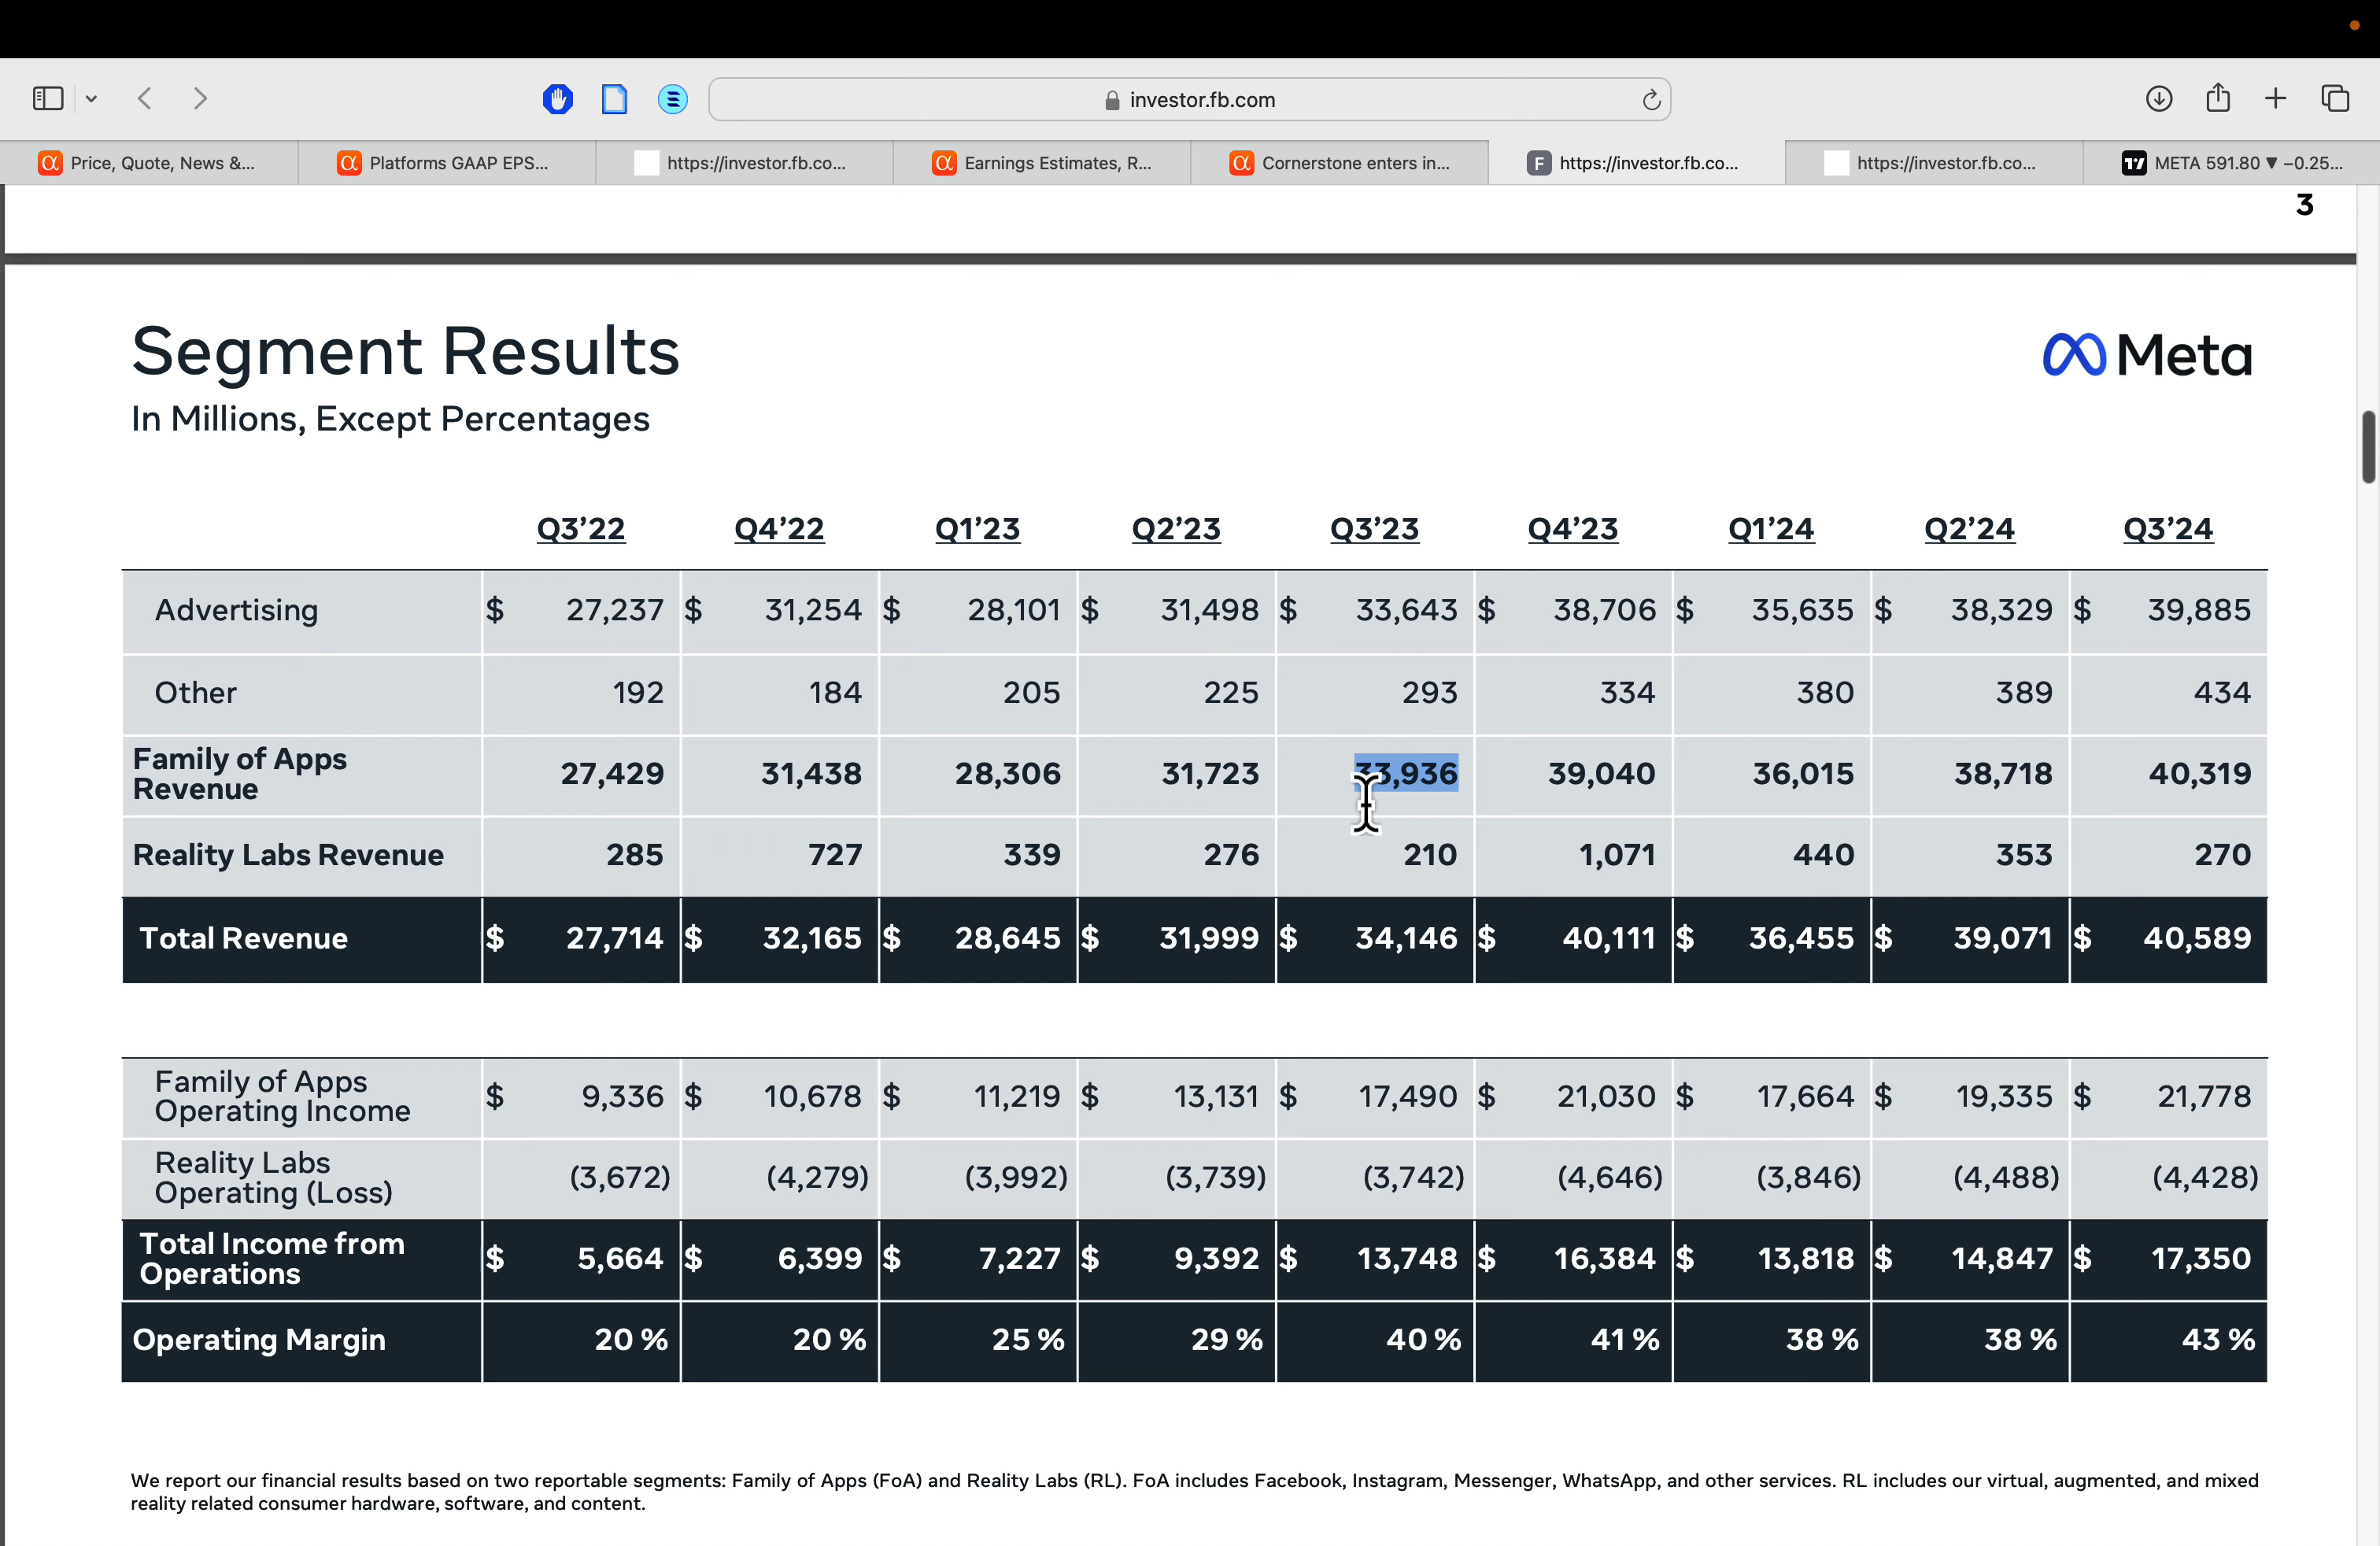 investor.fb.com
Price, Quote, News &...
Platforms GAAP EPS...
https://investor.fb.co...
Earnings Estimates, R...
Cornerstone enters in...
F https://investor.fb.co...
https://investor.fb.co...
META 591.80 ▼ −0.25...
3
Segment Results
Meta
In Millions, Except Percentages
Q3’22 Q4’22 Q1’23 Q2’23 Q3’23 Q4’23 Q1’24 Q2’24 Q3’24
Advertising $ 27,237 $ 31,254 $ 28,101 $ 31,498 $ 33,643 $ 38,706 $ 35,635 $ 38,329 $ 39,885
Other 192 184 205 225 293 334 380 389 434
Family of Apps
Revenue 27,429 31,438 28,306 31,723 33,936 39,040 36,015 38,718 40,319
Reality Labs Revenue 285 727 339 276 210 1,071 440 353 270
Total Revenue $ 27,714 $ 32,165 $ 28,645 $ 31,999 $ 34,146 $ 40,111 $ 36,455 $ 39,071 $ 40,589
Family of Apps
Operating Income $ 9,336 $ 10,678 $ 11,219 $ 13,131 $ 17,490 $ 21,030 $ 17,664 $ 19,335 $ 21,778
Reality Labs
Operating (Loss) (3,672) (4,279) (3,992) (3,739) (3,742) (4,646) (3,846) (4,488) (4,428)
Total Income from
Operations $ 5,664 $ 6,399 $ 7,227 $ 9,392 $ 13,748 $ 16,384 $ 13,818 $ 14,847 $ 17,350
Operating Margin 20 % 20 % 25 % 29 % 40 % 41 % 38 % 38 % 43 %
We report our financial results based on two reportable segments: Family of Apps (FoA) and Reality Labs (RL). FoA includes Facebook, Instagram, Messenger, WhatsApp, and other services. RL includes our virtual, augmented, and mixed
reality related consumer hardware, software, and content.